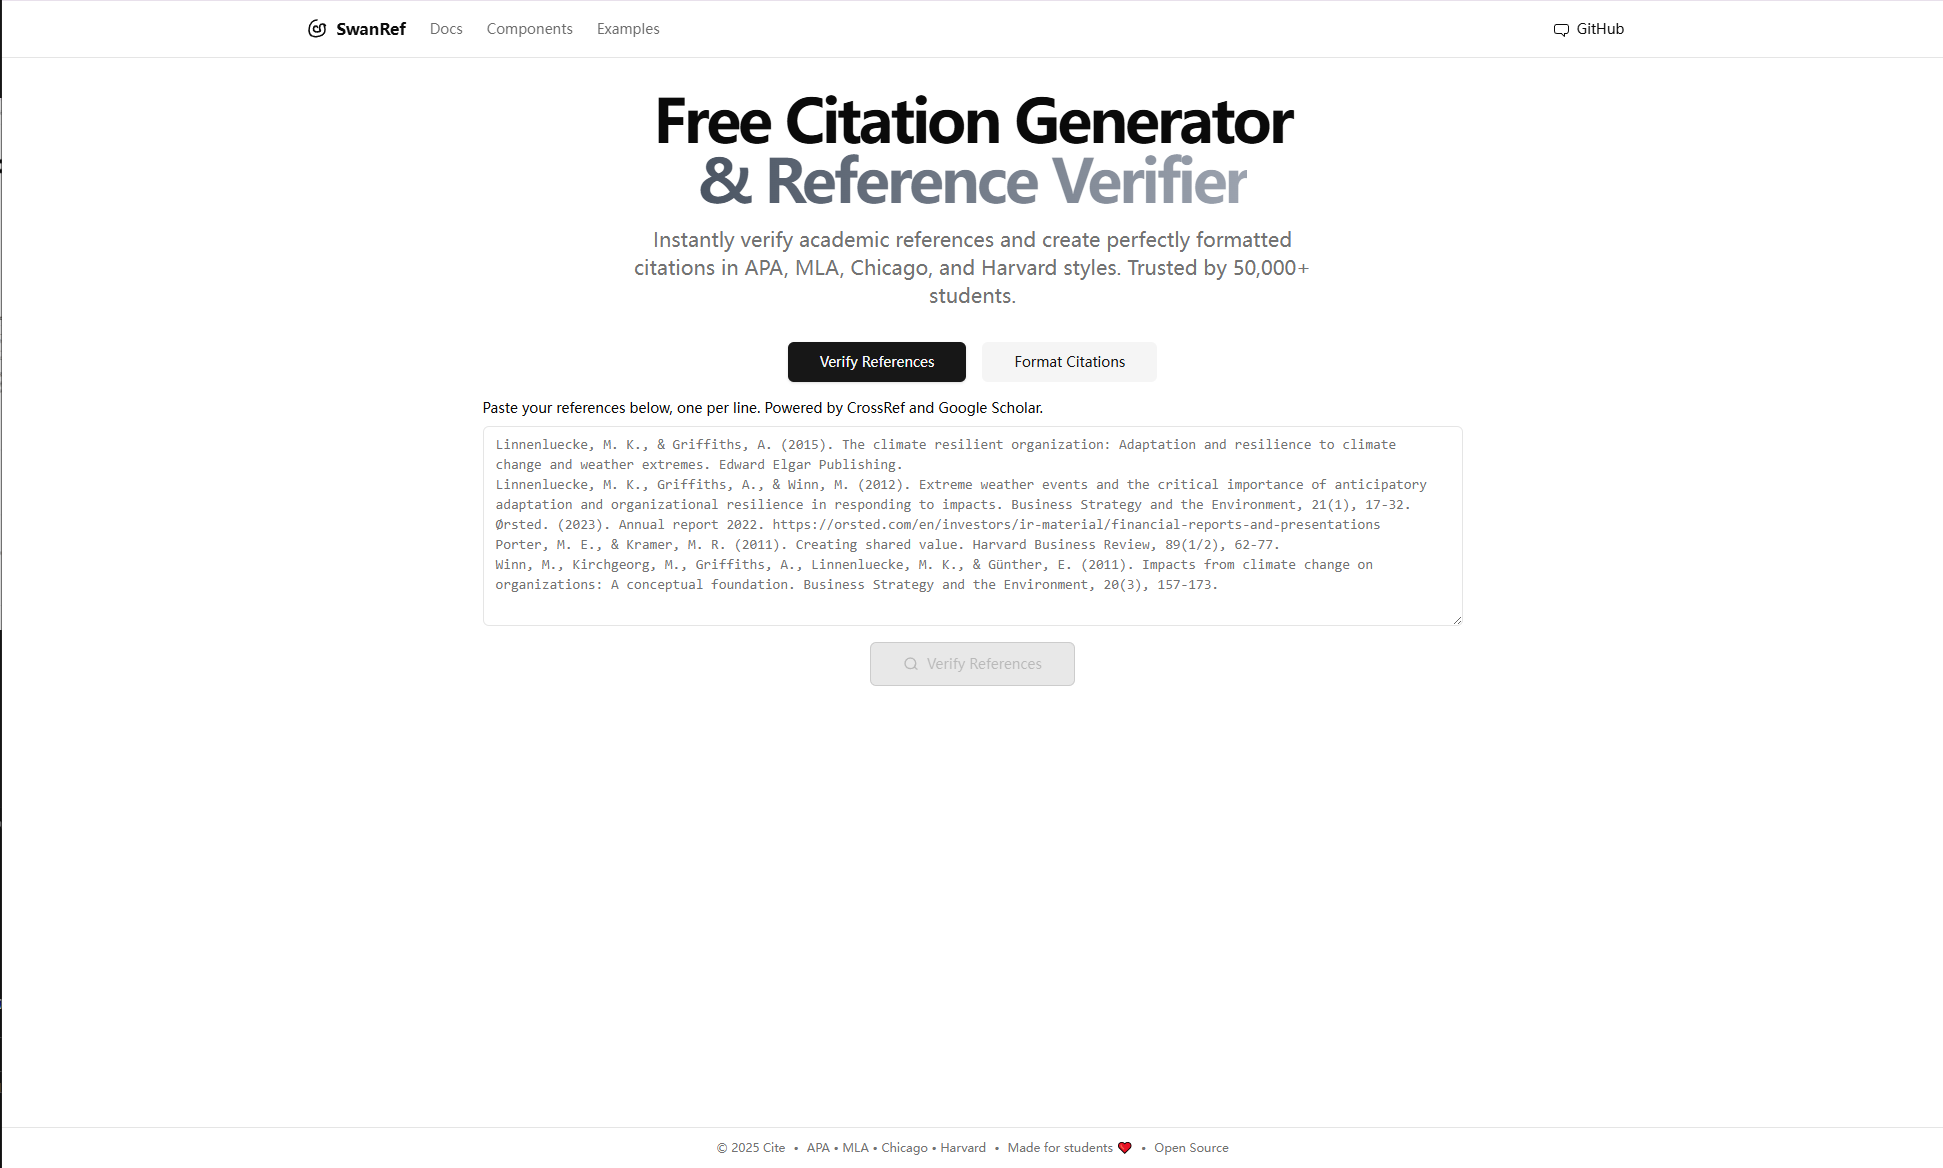 SwanRef Docs Components Examples GitHub
Free Citation Generator
& Reference Verifier
Instantly verify academic references and create perfectly formatted
citations in APA, MLA, Chicago, and Harvard styles. Trusted by 50,000+
students.
Verify References Format Citations
Paste your references below, one per line. Powered by CrossRef and Google Scholar.
Linnenluecke, M. K., & Griffiths, A. (2015). The climate resilient organization: Adaptation and resilience to climate
change and weather extremes. Edward Elgar Publishing.
Linnenluecke, M. K., Griffiths, A., & Winn, M. (2012). Extreme weather events and the critical importance of anticipatory
adaptation and organizational resilience in responding to impacts. Business Strategy and the Environment, 21(1), 17-32.
Ørsted. (2023). Annual report 2022. https://orsted.com/en/investors/ir-material/financial-reports-and-presentations
Porter, M. E., & Kramer, M. R. (2011). Creating shared value. Harvard Business Review, 89(1/2), 62-77.
Winn, M., Kirchgeorg, M., Griffiths, A., Linnenluecke, M. K., & Günther, E. (2011). Impacts from climate change on
organizations: A conceptual foundation. Business Strategy and the Environment, 20(3), 157-173.
Verify References
© 2025 Cite • APA • MLA • Chicago • Harvard • Made for students ❤️ • Open Source